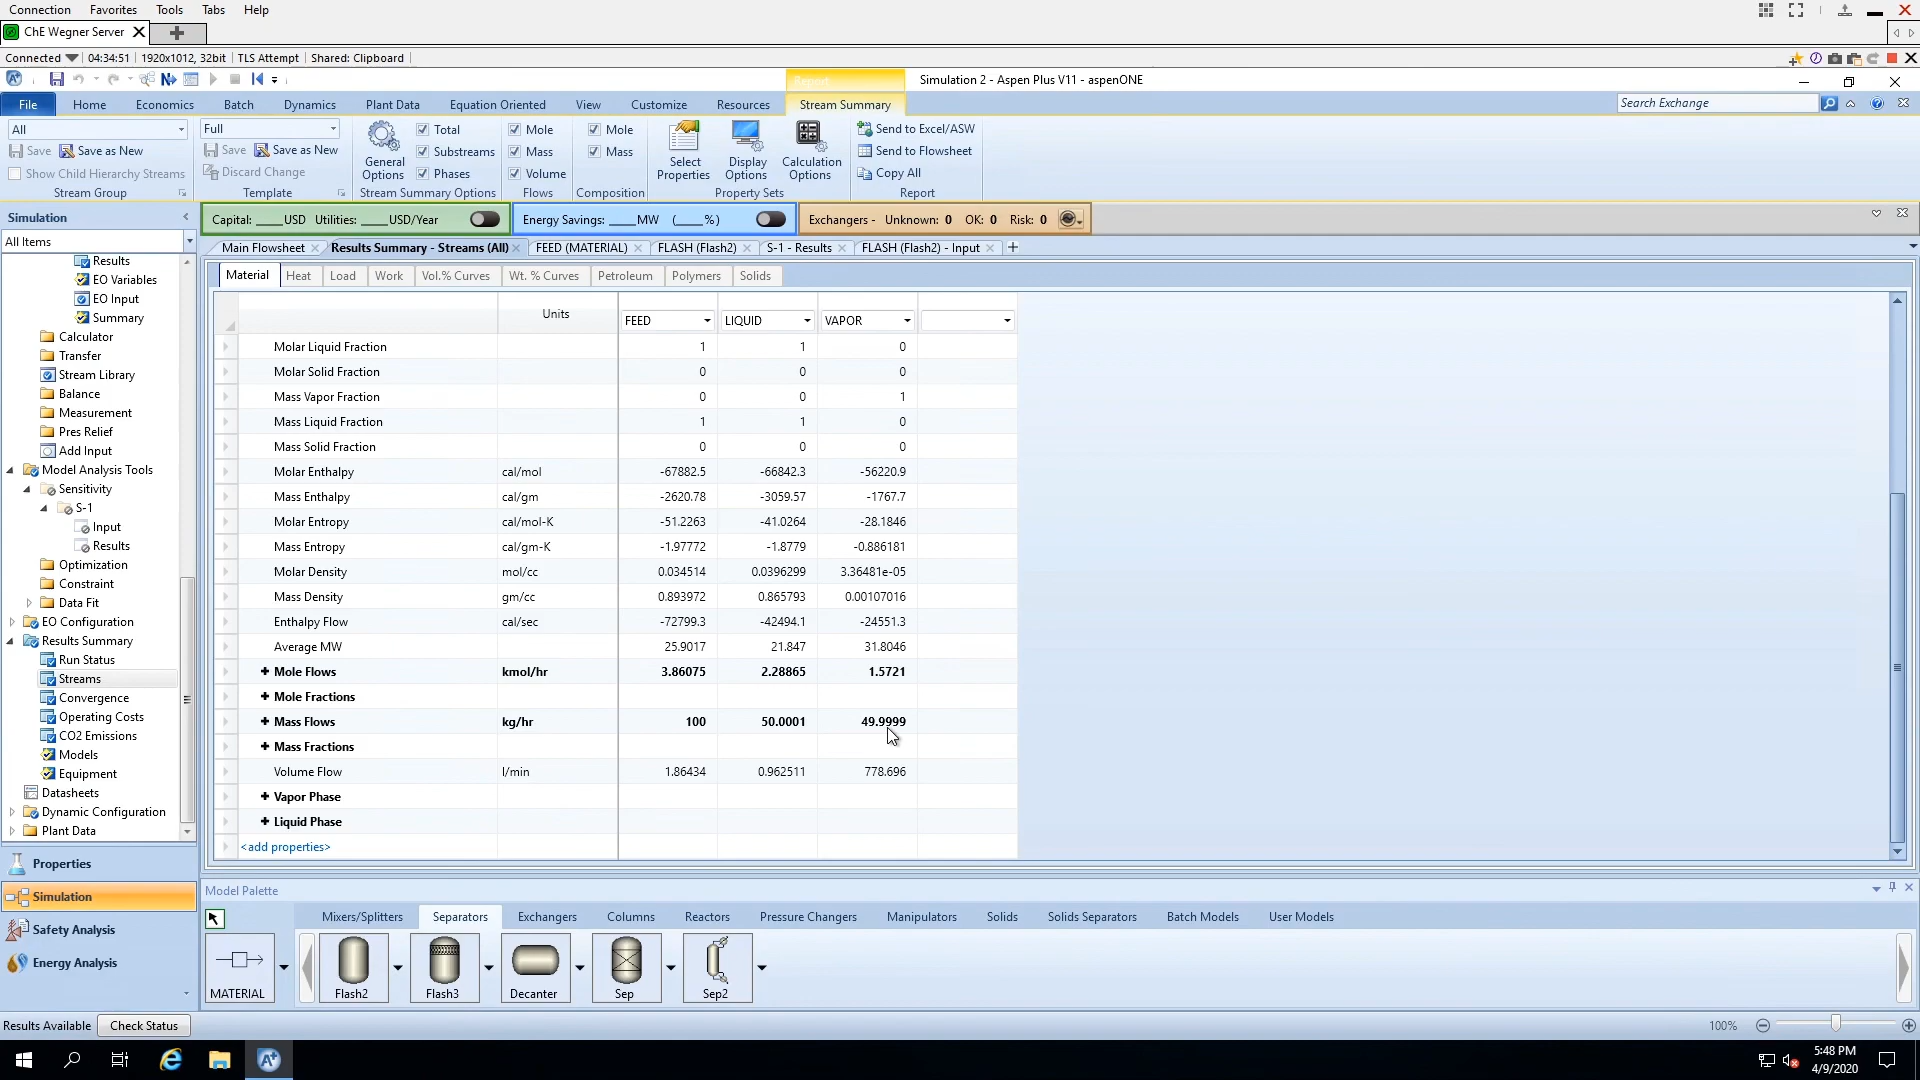 Connection Favorites Tools Tabs Help
ChE Wegner Server
Connected 04:34:51 1920x1012, 32bit TLS Attempt Shared: Clipboard
Simulation 2 - Aspen Plus V11 - aspenONE
File Home Economics Batch Dynamics Plant Data Equation Oriented View Customize Resources Stream Summary Search Exchange
All Full Total Mole Mole Send to Excel/ASW
Save Save as New Save Save as New General Options Substreams Mass Mass Select Properties Display Options Calculation Options Send to Flowsheet
Show Child Hierarchy Streams Discard Change Phases Volume Copy All
Stream Group Template Stream Summary Options Flows Composition Property Sets Report
Simulation
Capital: ____USD Utilities: ____USD/Year Energy Savings: ____MW (____%) Exchangers - Unknown: 0 OK: 0 Risk: 0
All Items
Main Flowsheet Results Summary - Streams (All) FEED (MATERIAL) FLASH (Flash2) S-1 - Results FLASH (Flash2) - Input
Results
EO Variables
EO Input
Summary
Calculator
Transfer
Stream Library
Balance
Measurement
Pres Relief
Add Input
Model Analysis Tools
Sensitivity
S-1
Input
Results
Optimization
Constraint
Data Fit
EO Configuration
Results Summary
Run Status
Streams
Convergence
Operating Costs
CO2 Emissions
Models
Equipment
Datasheets
Dynamic Configuration
Plant Data
Properties
Simulation
Safety Analysis
Energy Analysis
Material Heat Load Work Vol.% Curves Wt. % Curves Petroleum Polymers Solids
Units FEED LIQUID VAPOR
Molar Liquid Fraction 1 1 0
Molar Solid Fraction 0 0 0
Mass Vapor Fraction 0 0 1
Mass Liquid Fraction 1 1 0
Mass Solid Fraction 0 0 0
Molar Enthalpy cal/mol -67882.5 -66842.3 -56220.9
Mass Enthalpy cal/gm -2620.78 -3059.57 -1767.7
Molar Entropy cal/mol-K -51.2263 -41.0264 -28.1846
Mass Entropy cal/gm-K -1.97772 -1.8779 -0.886181
Molar Density mol/cc 0.034514 0.0396299 3.36481e-05
Mass Density gm/cc 0.893972 0.865793 0.00107016
Enthalpy Flow cal/sec -72799.3 -42494.1 -24551.3
Average MW 25.9017 21.847 31.8046
+ Mole Flows kmol/hr 3.86075 2.28865 1.5721
+ Mole Fractions
+ Mass Flows kg/hr 100 50.0001 49.9999
+ Mass Fractions
Volume Flow l/min 1.86434 0.962511 778.696
+ Vapor Phase
+ Liquid Phase
<add properties>
Model Palette
Mixers/Splitters Separators Exchangers Columns Reactors Pressure Changers Manipulators Solids Solids Separators Batch Models User Models
MATERIAL Flash2 Flash3 Decanter Sep Sep2
Results Available Check Status 100%
5:48 PM
4/9/2020